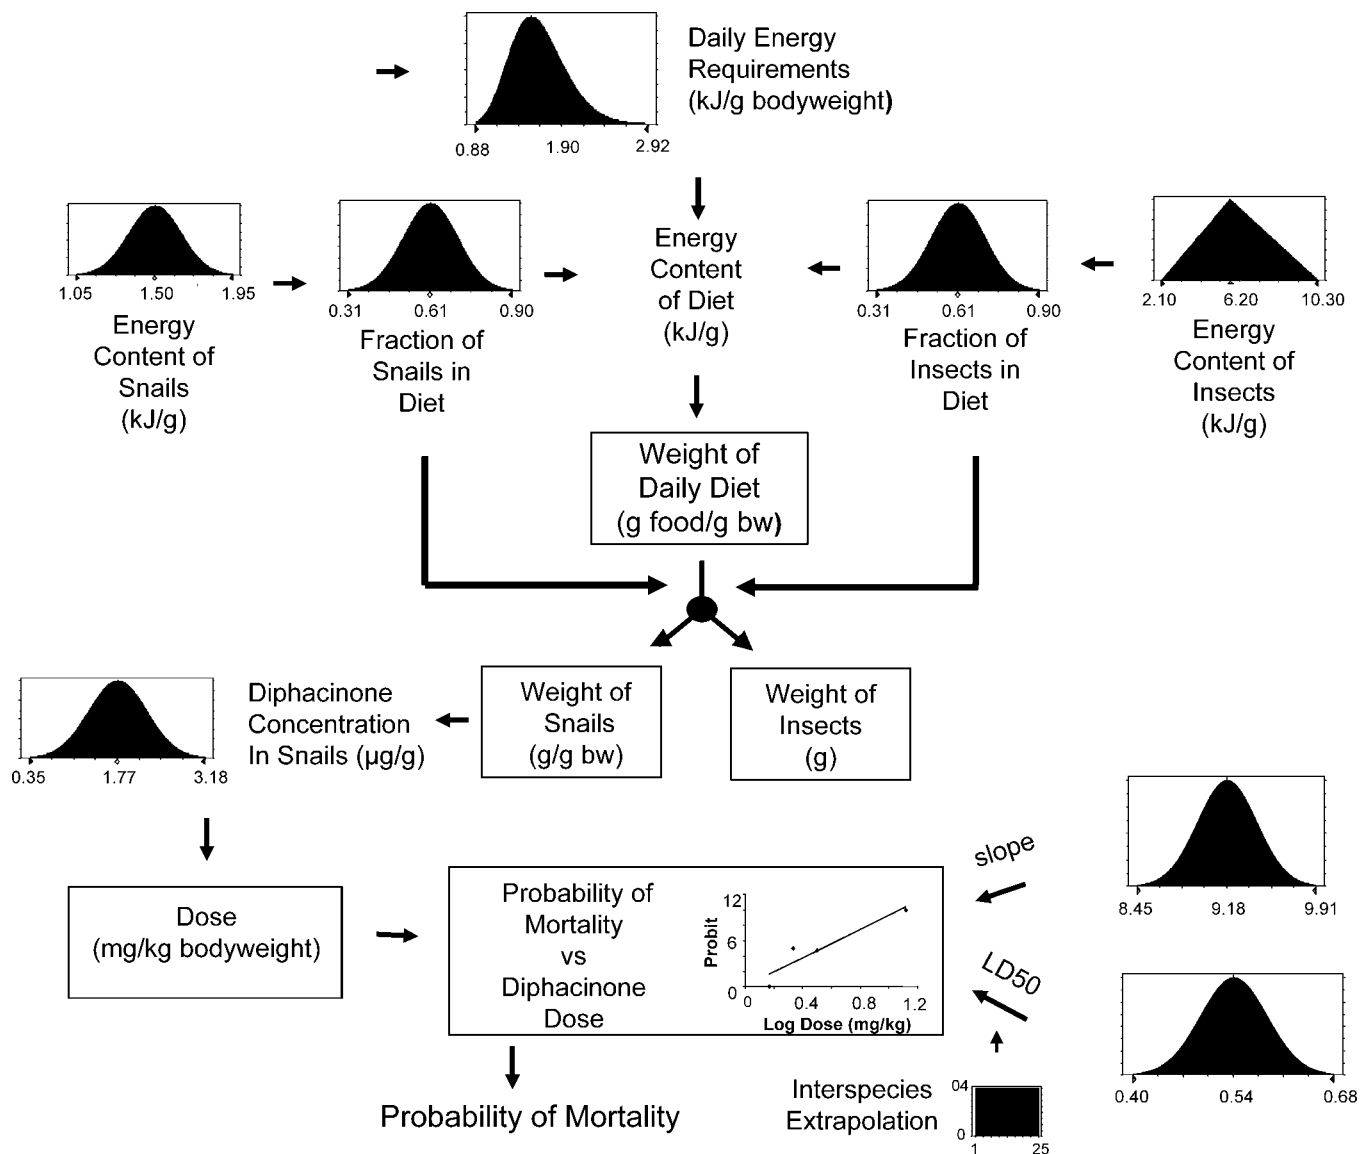 Daily Energy
Requirements
(kJ/g bodyweight)
0.88 1.90 2.92
1.05 1.50 1.95
Energy
Content of
Snails
(kJ/g)
0.31 0.61 0.90
Fraction of
Snails in
Diet
Energy
Content
of Diet
(kJ/g)
0.31 0.61 0.90
Fraction of
Insects in
Diet
2.10 6.20 10.30
Energy
Content of
Insects
(kJ/g)
Weight of
Daily Diet
(g food/g bw)
Weight of
Snails
(g/g bw)
Weight of
Insects
(g)
Diphacinone
Concentration
In Snails (µg/g)
0.35 1.77 3.18
Dose
(mg/kg bodyweight)
Probability of
Mortality
vs
Diphacinone
Dose
Probit
12
6
0
0 0.4 0.8 1.2
Log Dose (mg/kg)
slope
8.45 9.18 9.91
LD50
0.40 0.54 0.68
Interspecies
Extrapolation
04
0
1 25
Probability of Mortality